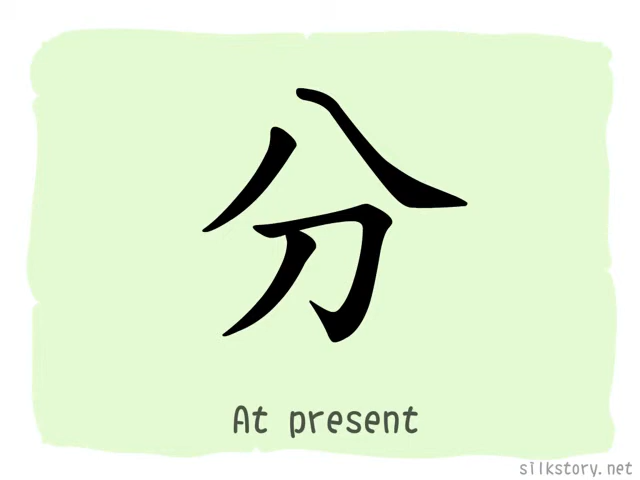 分
At present
silkstory.net